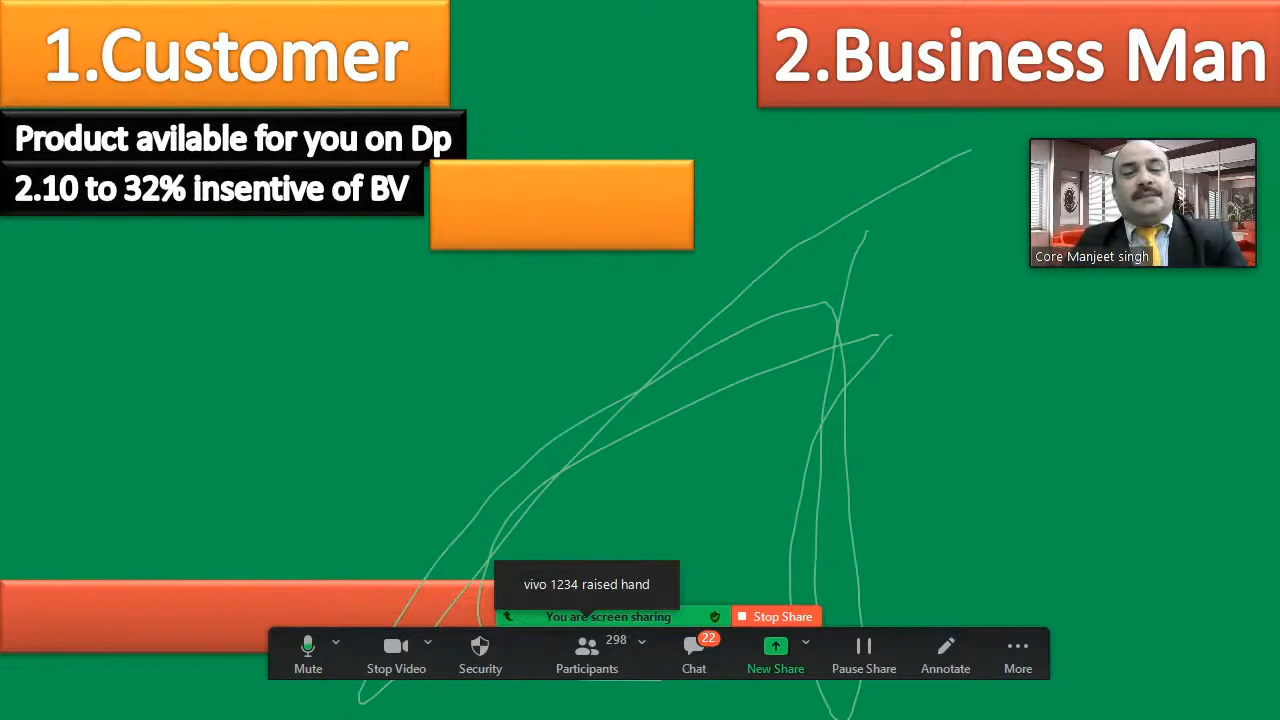 1.Customer
2.Business Man
Product avilable for you on Dp
2.10 to 32% insentive of BV
Core Manjeet singh
vivo 1234 raised hand
You are screen sharing
Stop Share
298
22
Mute
Stop Video
Security
Participants
Chat
New Share
Pause Share
Annotate
More